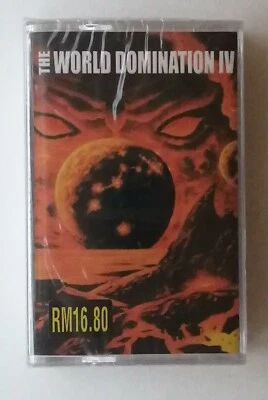 THE WORLD DOMINATION IV
RM16.80